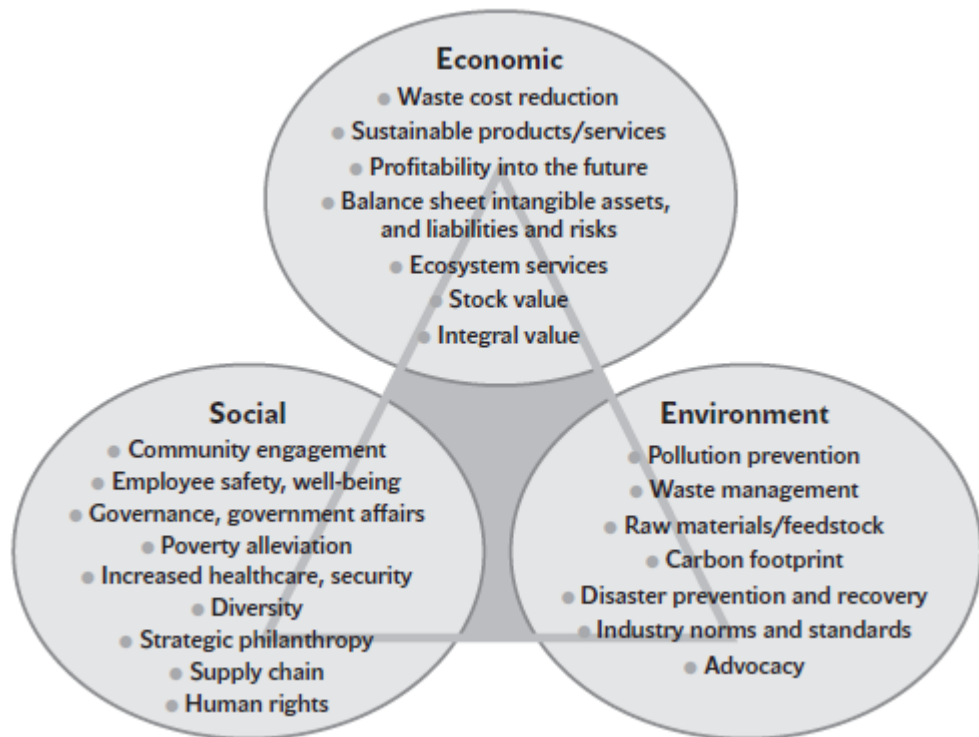 Economic
● Waste cost reduction
● Sustainable products/services
● Profitability into the future
● Balance sheet intangible assets,
and liabilities and risks
● Ecosystem services
● Stock value
● Integral value
Social
● Community engagement
● Employee safety, well-being
● Governance, government affairs
● Poverty alleviation
● Increased healthcare, security
● Diversity
● Strategic philanthropy
● Supply chain
● Human rights
Environment
● Pollution prevention
● Waste management
● Raw materials/feedstock
● Carbon footprint
● Disaster prevention and recovery
● Industry norms and standards
● Advocacy